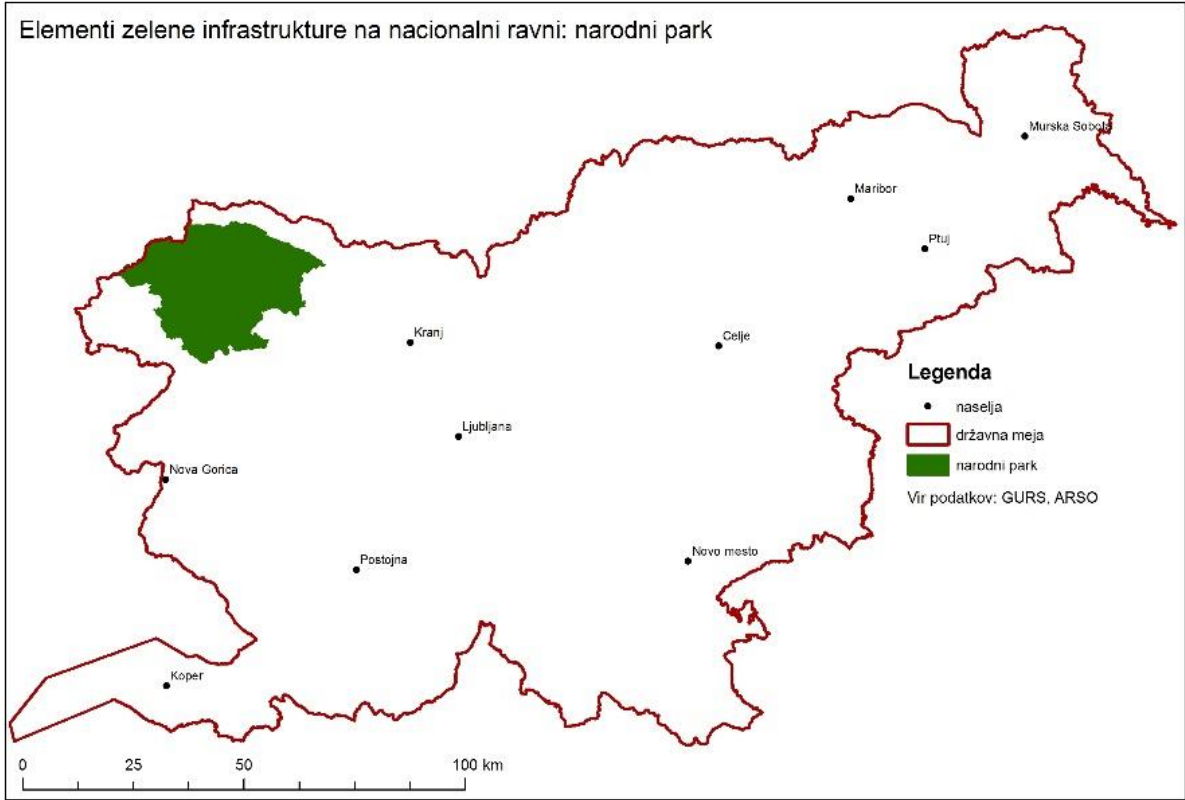 Elementi zelene infrastrukture na nacionalni ravni: narodni park
Murska Sobota
Maribor
Ptuj
Kranj
Celje
Legenda
naselja
Ljubljana
državna meja
Nova Gorica
narodni park
Vir podatkov: GURS, ARSO
Postojna
Novo mesto
Koper
0 25 50 100 km